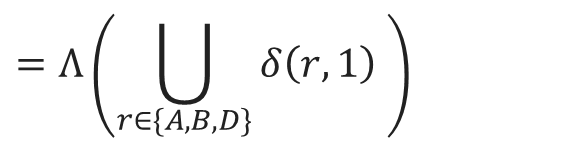 = Λ(⋃_{r∈{A,B,D}} δ(r, 1))